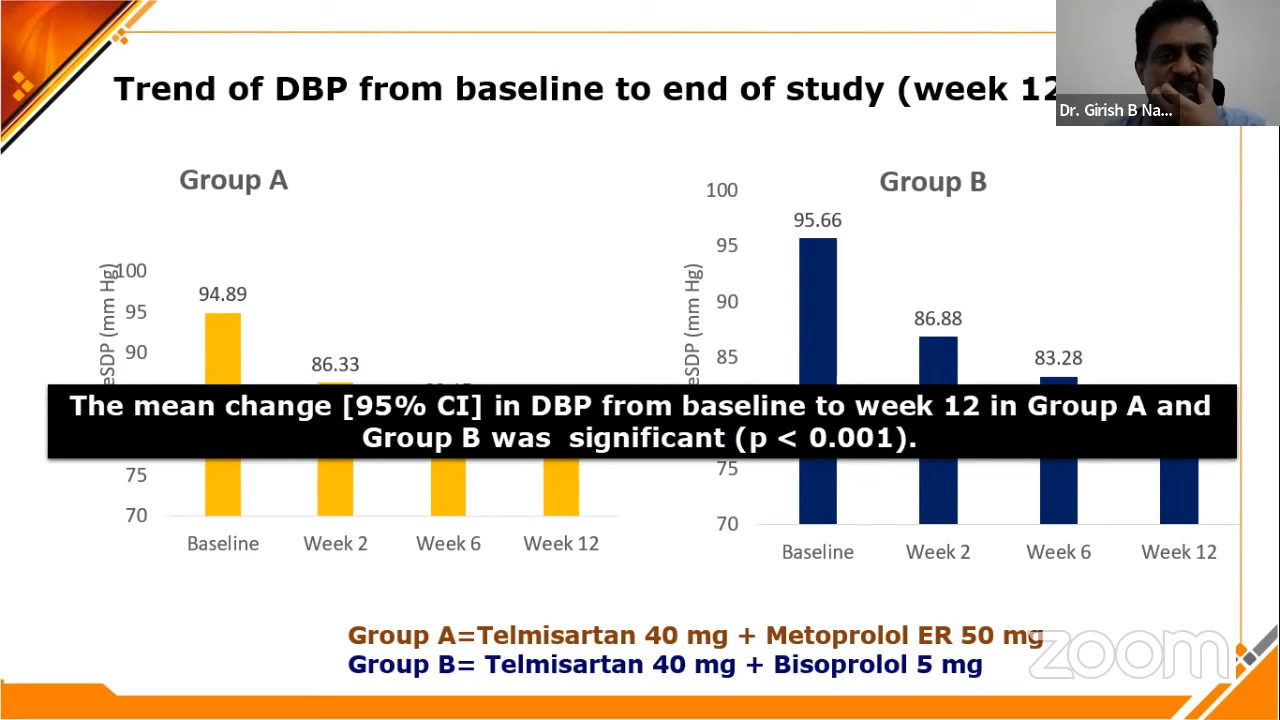 Trend of DBP from baseline to end of study (week 12
Dr. Girish B Na...
Group A
eSDP (mm Hg)
100
95
90
75
70
94.89
86.33
Baseline
Week 2
Week 6
Week 12
Group B
eSDP (mm Hg)
100
95
90
85
75
70
95.66
86.88
83.28
Baseline
Week 2
Week 6
Week 12
The mean change [95% CI] in DBP from baseline to week 12 in Group A and
Group B was significant (p < 0.001).
Group A=Telmisartan 40 mg + Metoprolol ER 50 mg
Group B= Telmisartan 40 mg + Bisoprolol 5 mg
zoom